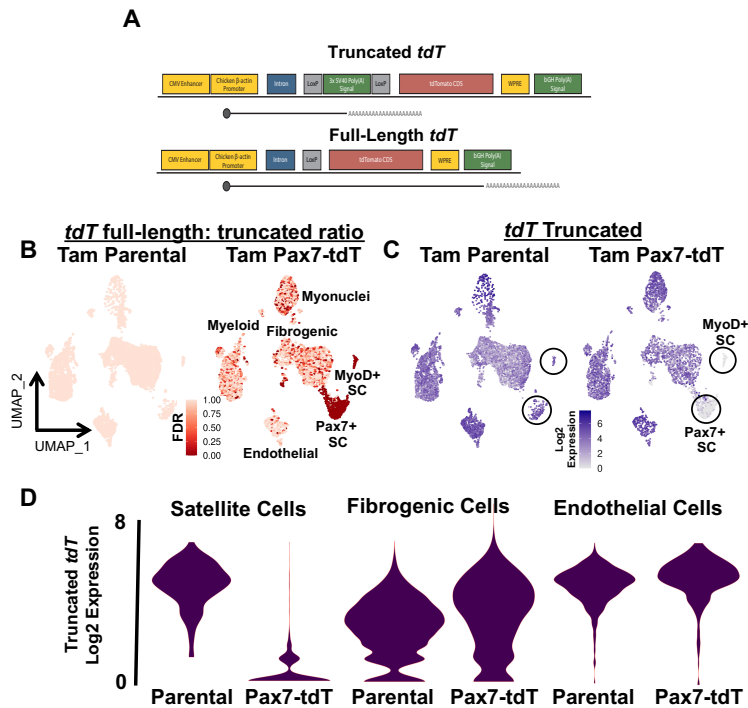 A
Truncated tdT
CMV Enhancer
Chicken β-actin
Promoter
Intron
LoxP
3x SV40 Poly(A)
Signal
LoxP
tdTomato CDS
WPRE
bGH Poly(A)
Signal
AAAAAAAAAAAAAAAAAAAAAA
Full-Length tdT
CMV Enhancer
Chicken β-actin
Promoter
Intron
LoxP
tdTomato CDS
WPRE
bGH Poly(A)
Signal
AAAAAAAAAAAAAAAAAAAAAA
B
tdT full-length: truncated ratio
Tam Parental
Tam Pax7-tdT
Myonuclei
Myeloid
Fibrogenic
MyoD+
SC
Pax7+
SC
Endothelial
UMAP_2
UMAP_1
FDR
1.00
0.75
0.50
0.25
0.00
C
tdT Truncated
Tam Parental
Tam Pax7-tdT
MyoD+
SC
Pax7+
SC
Log2
Expression
6
4
2
0
D
Satellite Cells
Fibrogenic Cells
Endothelial Cells
Truncated tdT
Log2 Expression
8
0
Parental
Pax7-tdT
Parental
Pax7-tdT
Parental
Pax7-tdT